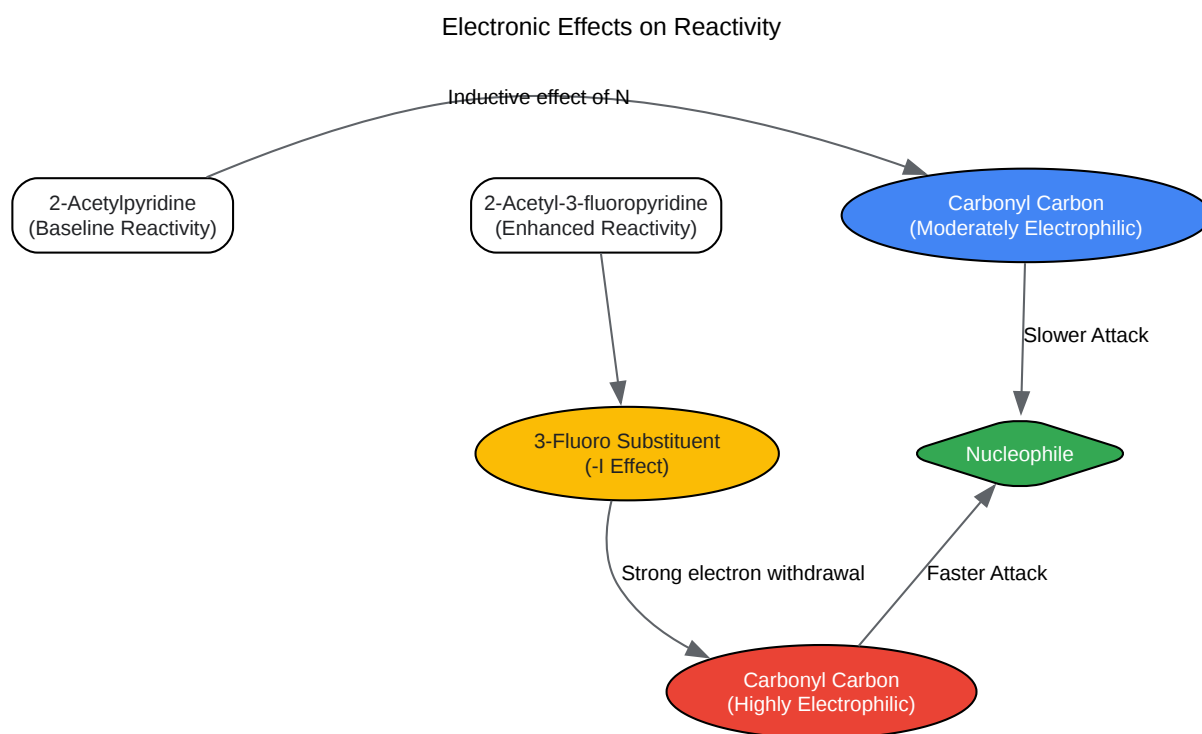 Electronic Effects on Reactivity
Inductive effect of N
2-Acetylpyridine
(Baseline Reactivity)
2-Acetyl-3-fluoropyridine
(Enhanced Reactivity)
Carbonyl Carbon
(Moderately Electrophilic)
Slower Attack
3-Fluoro Substituent
(-I Effect)
Nucleophile
Strong electron withdrawal
Faster Attack
Carbonyl Carbon
(Highly Electrophilic)